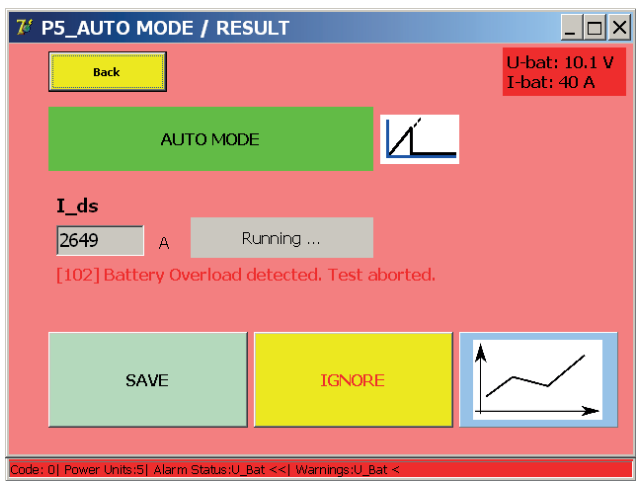 P5_AUTO MODE / RESULT
Back
U-bat: 10.1 V
I-bat: 40 A
AUTO MODE
I_ds
2649 A Running ...
[102] Battery Overload detected. Test aborted.
SAVE IGNORE
Code: 0| Power Units:5| Alarm Status:U_Bat <<| Warnings:U_Bat <